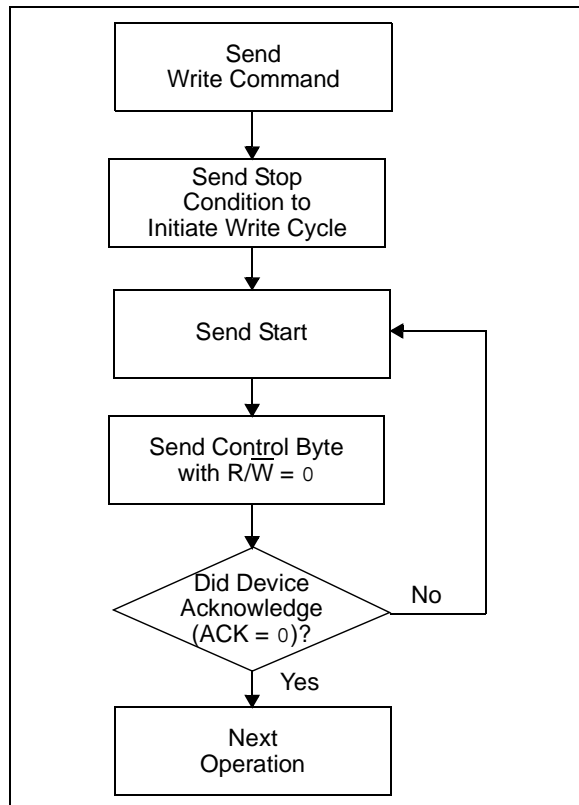 Send
Write Command
Send Stop
Condition to
Initiate Write Cycle
Send Start
Send Control Byte
with R/W̅ = 0
Did Device
Acknowledge
(ACK = 0)?
No
Yes
Next
Operation